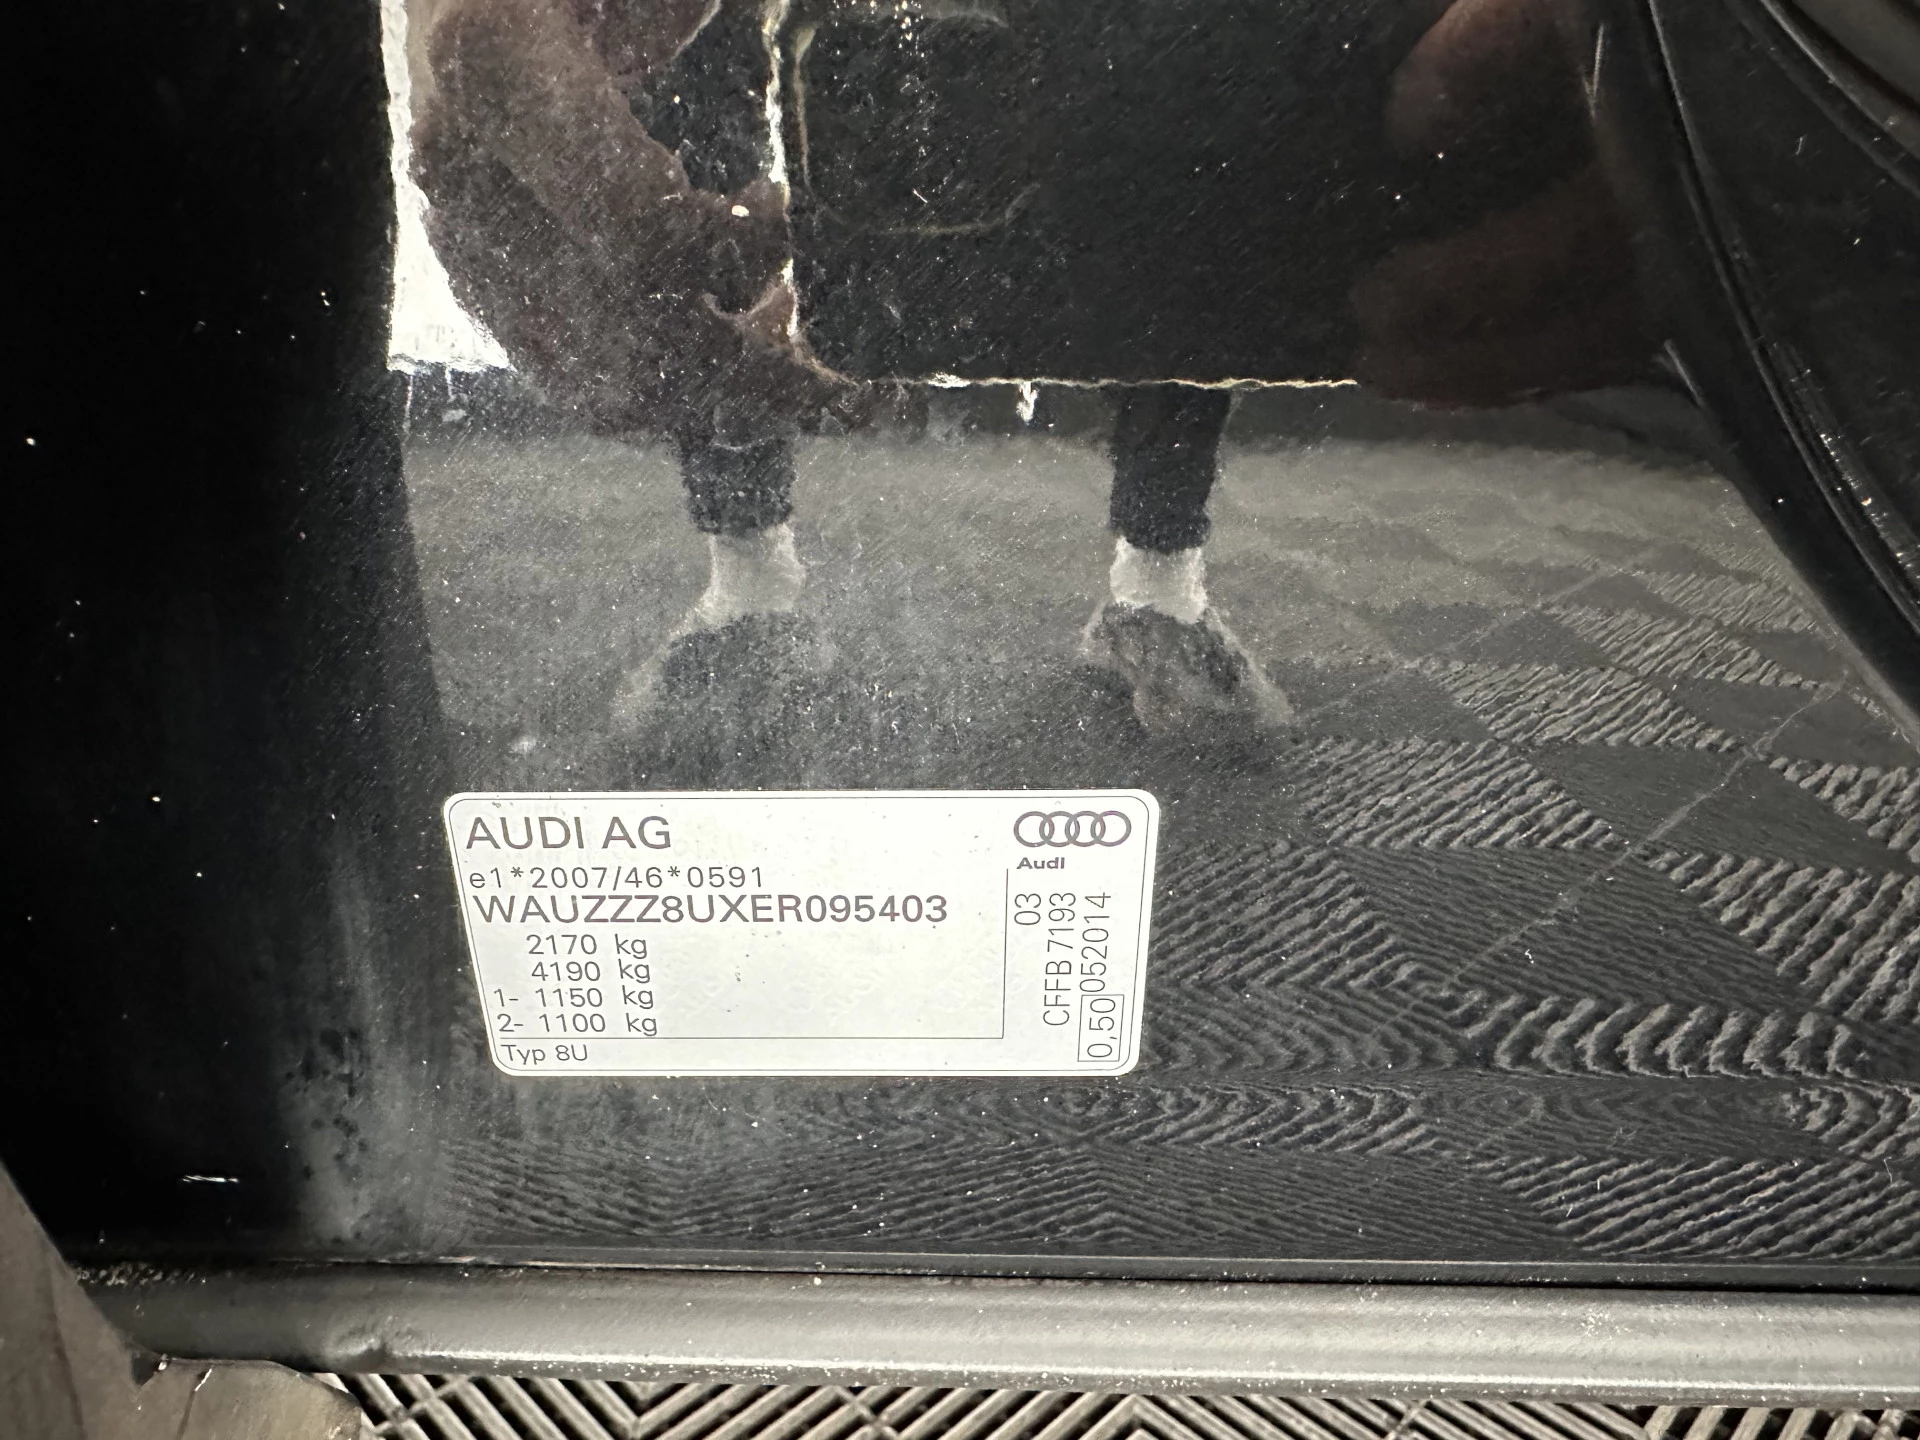 AUDI AG
e1*2007/46*0591
WAUZZZ8UXER095403
2170 kg
4190 kg
1- 1150 kg
2- 1100 kg
Typ 8U
Audi
03
CFFB 7193
0,50 052014